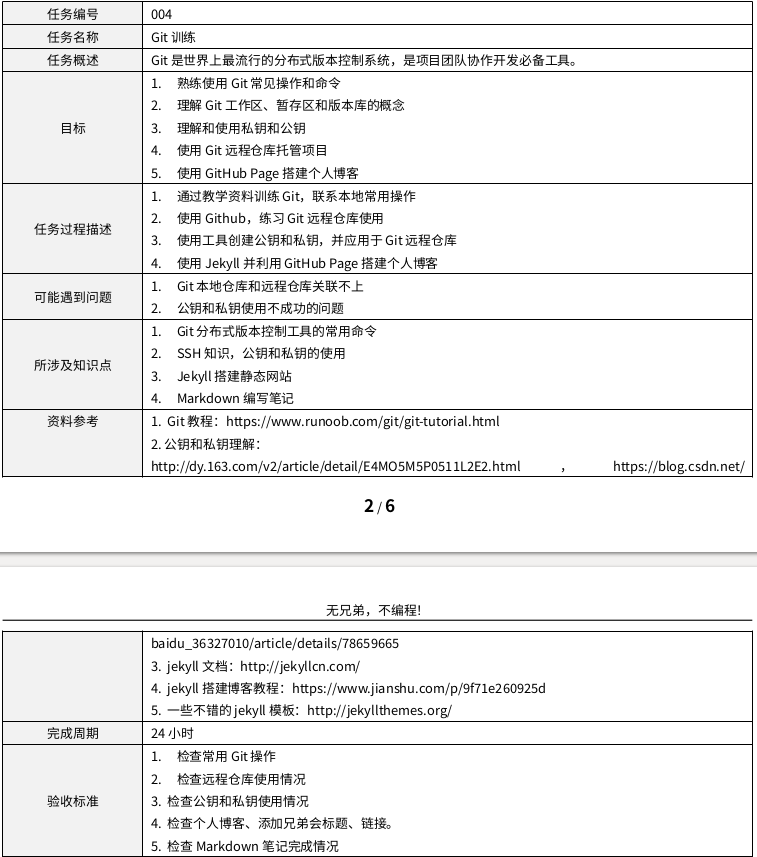 任务编号 004
任务名称 Git 训练
任务概述 Git 是世界上最流行的分布式版本控制系统，是项目团队协作开发必备工具。
目标
1. 熟练使用 Git 常见操作和命令
2. 理解 Git 工作区、暂存区和版本库的概念
3. 理解和使用私钥和公钥
4. 使用 Git 远程仓库托管项目
5. 使用 GitHub Page 搭建个人博客
任务过程描述
1. 通过教学资料训练 Git，联系本地常用操作
2. 使用 Github，练习 Git 远程仓库使用
3. 使用工具创建公钥和私钥，并应用于 Git 远程仓库
4. 使用 Jekyll 并利用 GitHub Page 搭建个人博客
可能遇到问题
1. Git 本地仓库和远程仓库关联不上
2. 公钥和私钥使用不成功的问题
所涉及知识点
1. Git 分布式版本控制工具的常用命令
2. SSH 知识，公钥和私钥的使用
3. Jekyll 搭建静态网站
4. Markdown 编写笔记
资料参考
1. Git 教程：https://www.runoob.com/git/git-tutorial.html
2. 公钥和私钥理解：
http://dy.163.com/v2/article/detail/E4MO5M5P0511L2E2.html ， https://blog.csdn.net/
2 / 6
无兄弟，不编程!
baidu_36327010/article/details/78659665
3. jekyll 文档：http://jekyllcn.com/
4. jekyll 搭建博客教程：https://www.jianshu.com/p/9f71e260925d
5. 一些不错的 jekyll 模板：http://jekyllthemes.org/
完成周期 24 小时
验收标准
1. 检查常用 Git 操作
2. 检查远程仓库使用情况
3. 检查公钥和私钥使用情况
4. 检查个人博客、添加兄弟会标题、链接。
5. 检查 Markdown 笔记完成情况